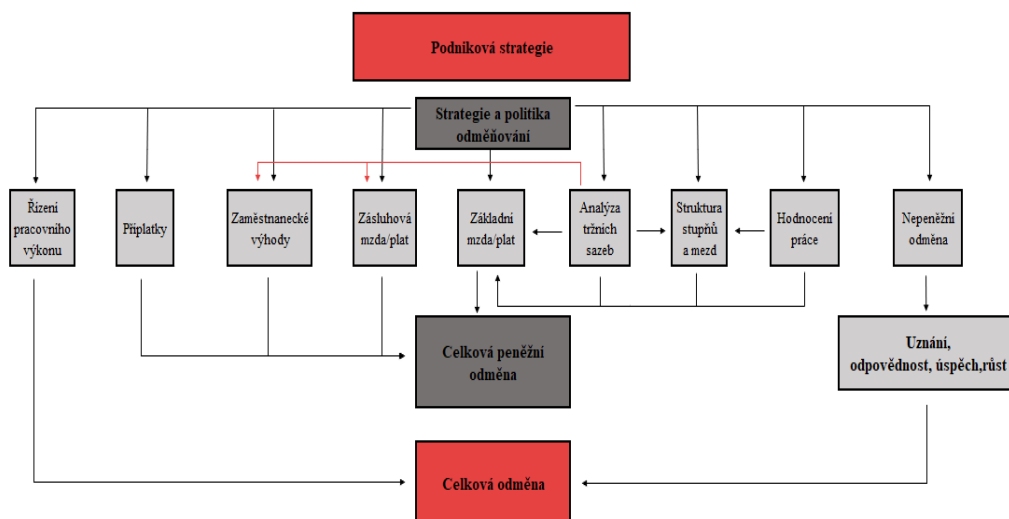 Podniková strategie
Strategie a politika
odměňování
Řízení
pracovního
výkonu
Příplatky
Zaměstnanecké
výhody
Zásluhová
mzda/plat
Základní
mzda/plat
Analýza
tržních
sazeb
Struktura
stupňů
a mezd
Hodnocení
práce
Nepeněžní
odměna
Celková peněžní
odměna
Uznání,
odpovědnost, úspěch,růst
Celková odměna